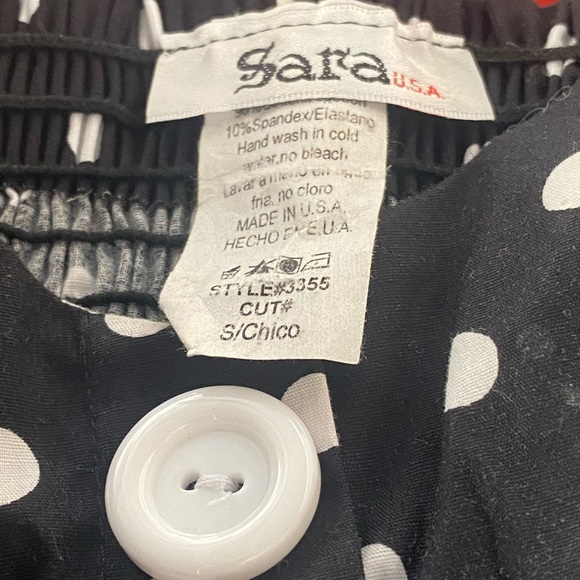 Sara U.S.A.
10%Spandex/Elastano
Hand wash in cold
water,no bleach
Lavar a mano en agua
fria, no cloro
MADE IN U.S.A.
HECHO EN E.U.A.
STYLE#3355
CUT#
S/Chico